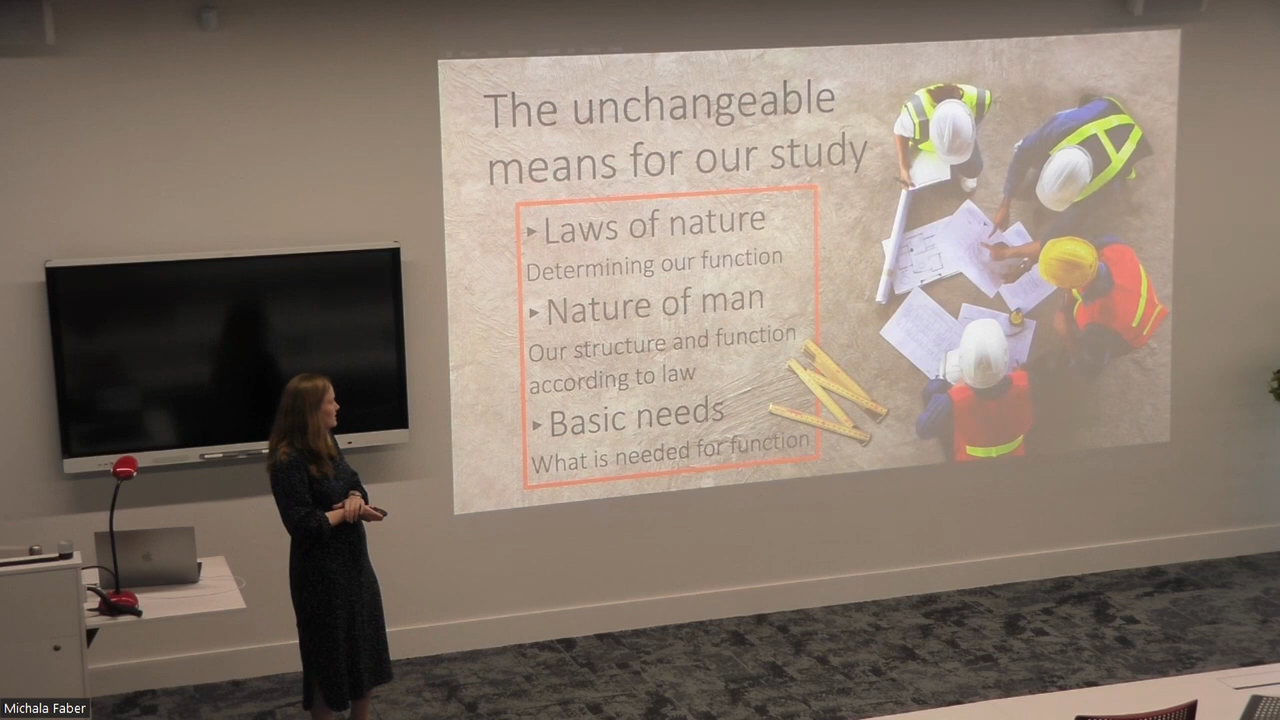 The unchangeable
means for our study
▸Laws of nature
Determining our function
▸Nature of man
Our structure and function
according to law
▸Basic needs
What is needed for function
Michala Faber